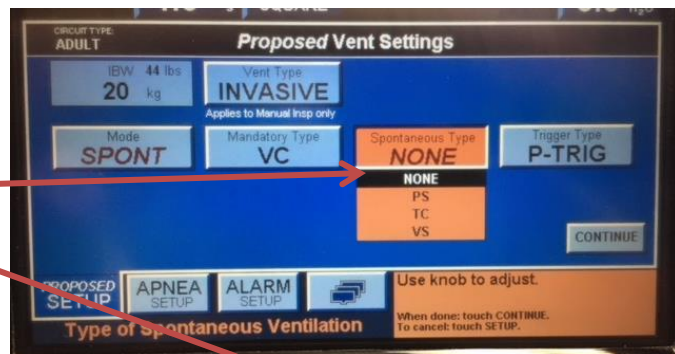 CIRCUIT TYPE:
ADULT
Proposed Vent Settings
IBW 44 lbs
20 kg
Vent Type
INVASIVE
Applies to Manual Insp only
Mode
SPONT
Mandatory Type
VC
Spontaneous Type
NONE
Trigger Type
P-TRIG
NONE
PS
TC
VS
CONTINUE
PROPOSED
SETUP
APNEA
SETUP
ALARM
SETUP
Use knob to adjust.
When done: touch CONTINUE.
To cancel: touch SETUP.
Type of Spontaneous Ventilation